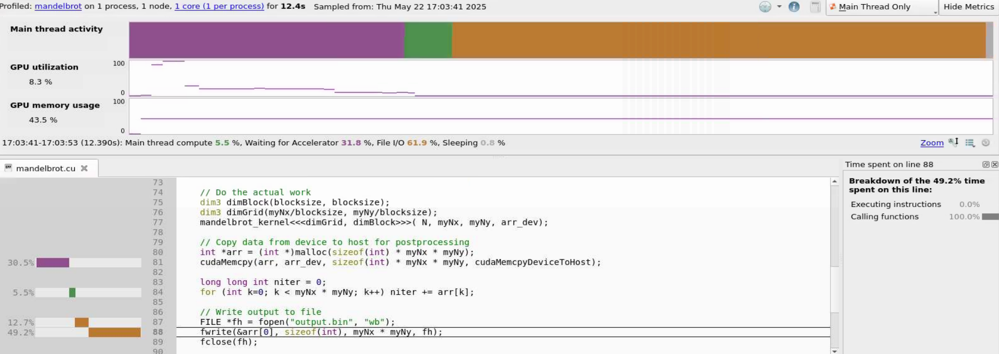 Profiled: mandelbrot on 1 process, 1 node, 1 core (1 per process) for 12.4s Sampled from: Thu May 22 17:03:41 2025
Main Thread Only
Hide Metrics
Main thread activity
GPU utilization
8.3 %
100
0
GPU memory usage
43.5 %
100
0
17:03:41-17:03:53 (12.390s): Main thread compute 5.5 %, Waiting for Accelerator 31.8 %, File I/O 61.9 %, Sleeping 0.8 %
Zoom
mandelbrot.cu
73
74 // Do the actual work
75 dim3 dimBlock(blocksize, blocksize);
76 dim3 dimGrid(myNx/blocksize, myNy/blocksize);
77 mandelbrot_kernel<<<dimGrid, dimBlock>>>( N, myNx, myNy, arr_dev);
78
79 // Copy data from device to host for postprocessing
80 int *arr = (int *)malloc(sizeof(int) * myNx * myNy);
30.5% 81 cudaMemcpy(arr, arr_dev, sizeof(int) * myNx * myNy, cudaMemcpyDeviceToHost);
82
83 long long int niter = 0;
5.5% 84 for (int k=0; k < myNx * myNy; k++) niter += arr[k];
85
86 // Write output to file
12.7% 87 FILE *fh = fopen("output.bin", "wb");
49.2% 88 fwrite(&arr[0], sizeof(int), myNx * myNy, fh);
89 fclose(fh);
90
Time spent on line 88
Breakdown of the 49.2% time
spent on this line:
Executing instructions 0.0%
Calling functions 100.0%